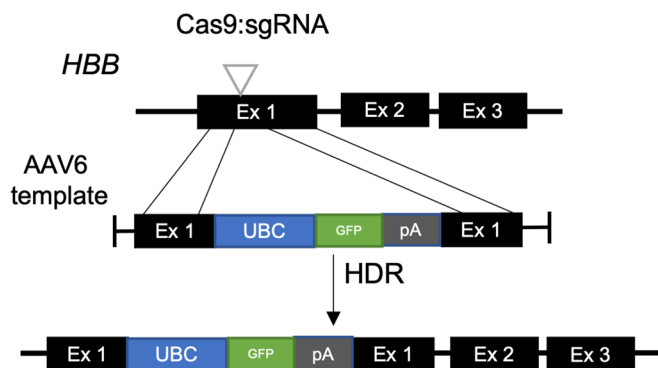 Cas9:sgRNA
HBB
Ex 1 Ex 2 Ex 3
AAV6
template
Ex 1 UBC GFP pA Ex 1
HDR
Ex 1 UBC GFP pA Ex 1 Ex 2 Ex 3